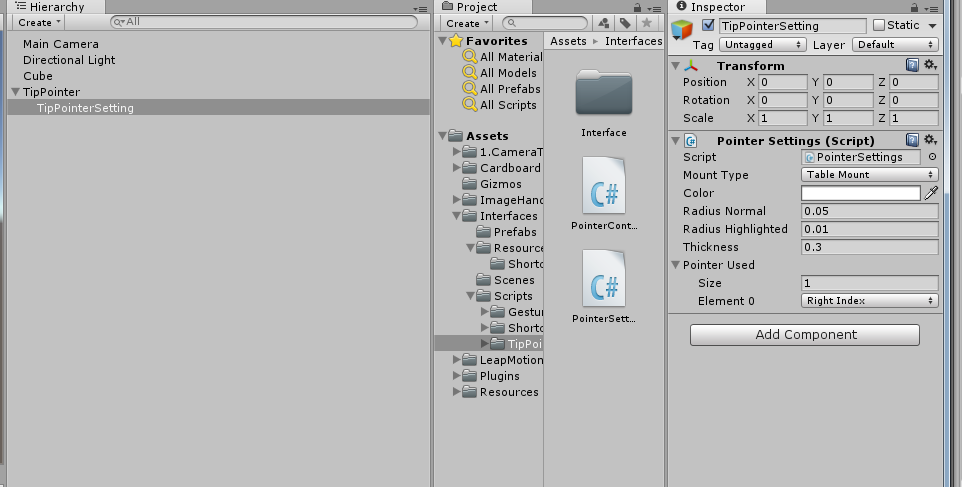 Hierarchy
Create
All
Main Camera
Directional Light
Cube
TipPointer
TipPointerSetting
Project
Create
Favorites
All Material
All Models
All Prefabs
All Scripts
Assets
1.CameraT
Cardboard
Gizmos
ImageHand
Interfaces
Prefabs
Resource
Shortc
Scenes
Scripts
Gestur
Shortc
TipPoi
LeapMotion
Plugins
Resources
Assets Interfaces
Interface
C#
PointerCont...
C#
PointerSett...
Inspector
TipPointerSetting Static
Tag Untagged Layer Default
Transform
Position X 0 Y 0 Z 0
Rotation X 0 Y 0 Z 0
Scale X 1 Y 1 Z 1
Pointer Settings (Script)
Script PointerSettings
Mount Type Table Mount
Color
Radius Normal 0.05
Radius Highlighted 0.01
Thickness 0.3
Pointer Used
Size 1
Element 0 Right Index
Add Component